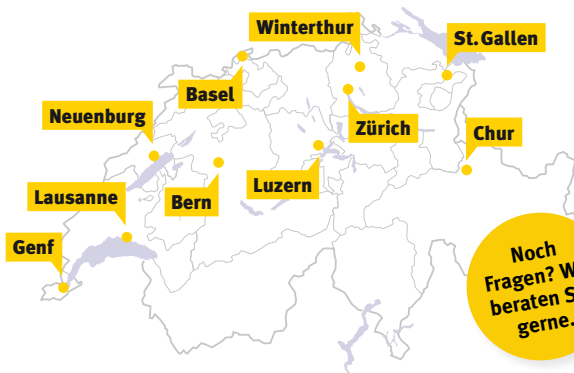 Winterthur
St. Gallen
Basel
Neuenburg
Zürich
Chur
Lausanne
Bern
Luzern
Genf
Noch
Fragen?
beraten
gerne.